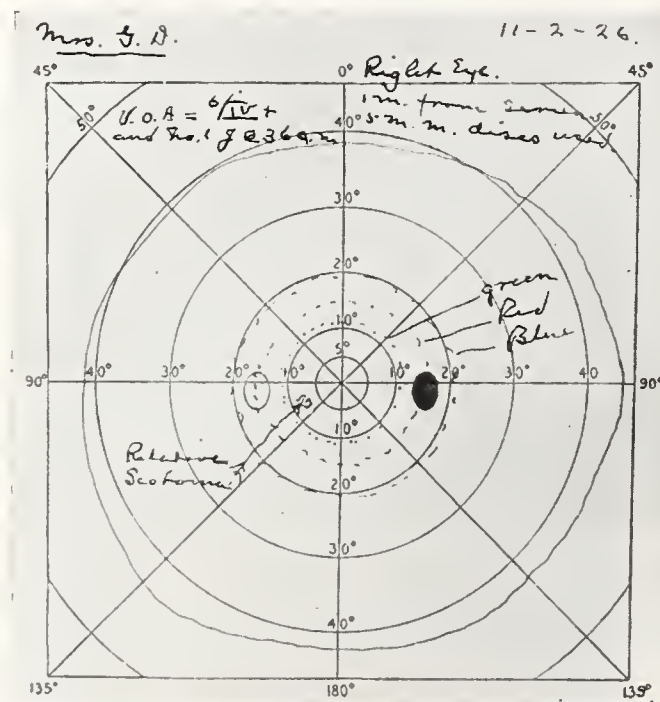 Mrs. G. D.
11-2-26.
Right Eye.
45°
0°
45°
V.O.A = 6/IV +
1 m. from
50°
50°
and No. 1 J @ 36 c.m.
5 m.m. discs used
40°
30°
20°
10°
5°
green
Red
Blue
90°
40°
30°
20°
10°
10°
20°
30°
40
90°
Relative
Scotoma
10°
20°
30°
40°
135°
180°
135°